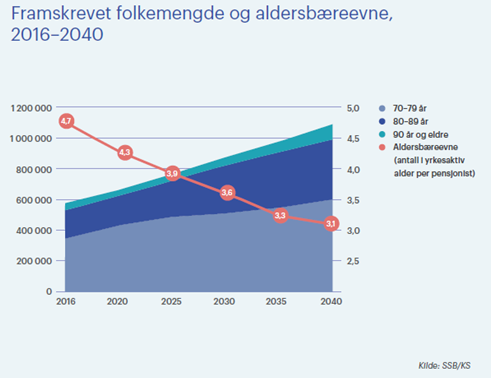 Framskrevet folkemengde og aldersbæreevne,
2016–2040
1 200 000
1 000 000
800 000
600 000
400 000
200 000
0
5,0
4,5
4,0
3,5
3,0
2,5
4,7
4,3
3,9
3,6
3,3
3,1
2016
2020
2025
2030
2035
2040
70–79 år
80–89 år
90 år og eldre
Aldersbæreevne
(antall i yrkesaktiv
alder per pensjonist)
Kilde: SSB/KS